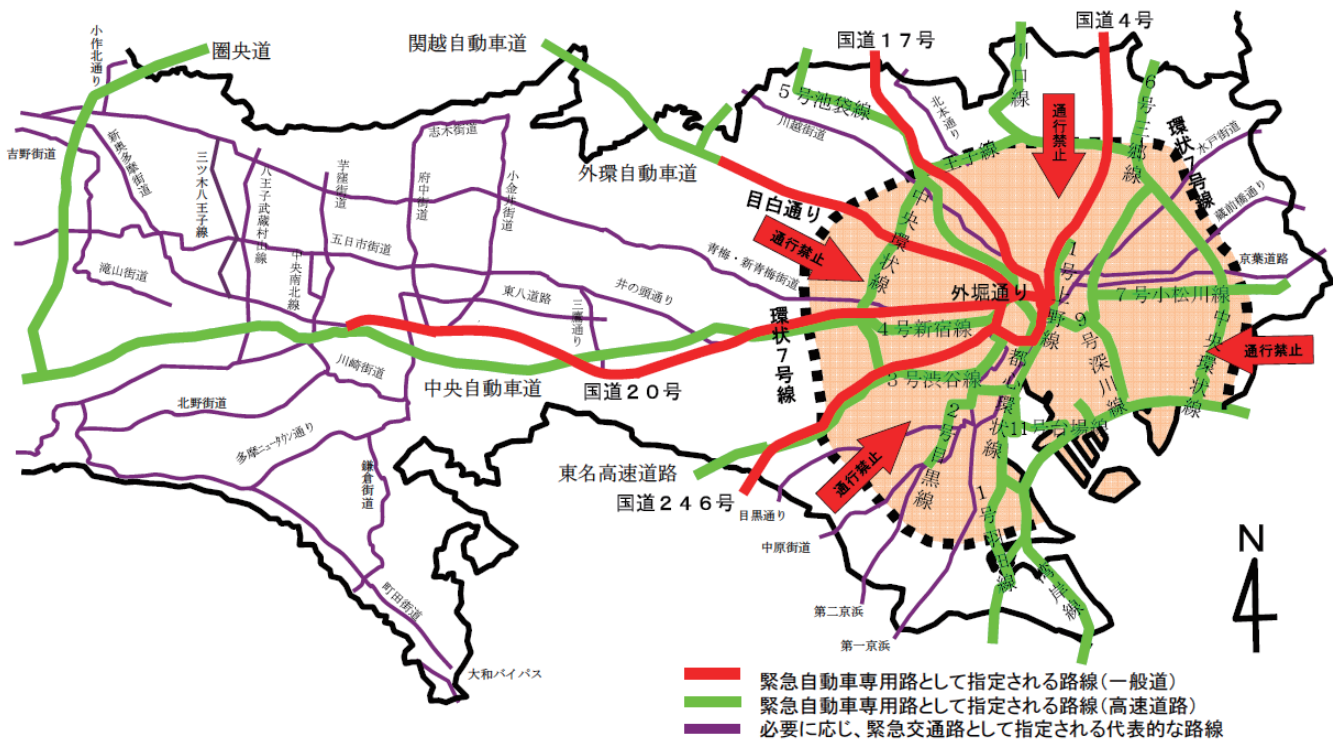 小作北通り
圏央道
関越自動車道
国道17号
国道4号
川口線
6号三郷線
5号池袋線
川越街道
北本通り
通行禁止
環状7号線
水戸街道
吉野街道
新奥多摩街道
三ツ木八王子線
八王子武蔵村山線
芋窪街道
志木街道
府中街道
小金井街道
外環自動車道
王子線
蔵前橋通り
目白通り
通行禁止
中央環状線
京葉道路
滝山街道
中央南北線
五日市街道
東八道路
三鷹通り
井の頭通り
青梅・新青梅街道
外堀通り
1号上野線
7号小松川線
環状7号線
4号新宿線
9号深川線
中央環状線
通行禁止
川崎街道
中央自動車道
国道20号
3号渋谷線
都心環状線
北野街道
2号目黒線
11号台場線
多摩ニュータウン通り
鎌倉街道
東名高速道路
通行禁止
国道246号
目黒通り
1号羽田線
湾岸線
中原街道
N
町田街道
第二京浜
第一京浜
大和バイパス
緊急自動車専用路として指定される路線(一般道)
緊急自動車専用路として指定される路線(高速道路)
必要に応じ、緊急交通路として指定される代表的な路線